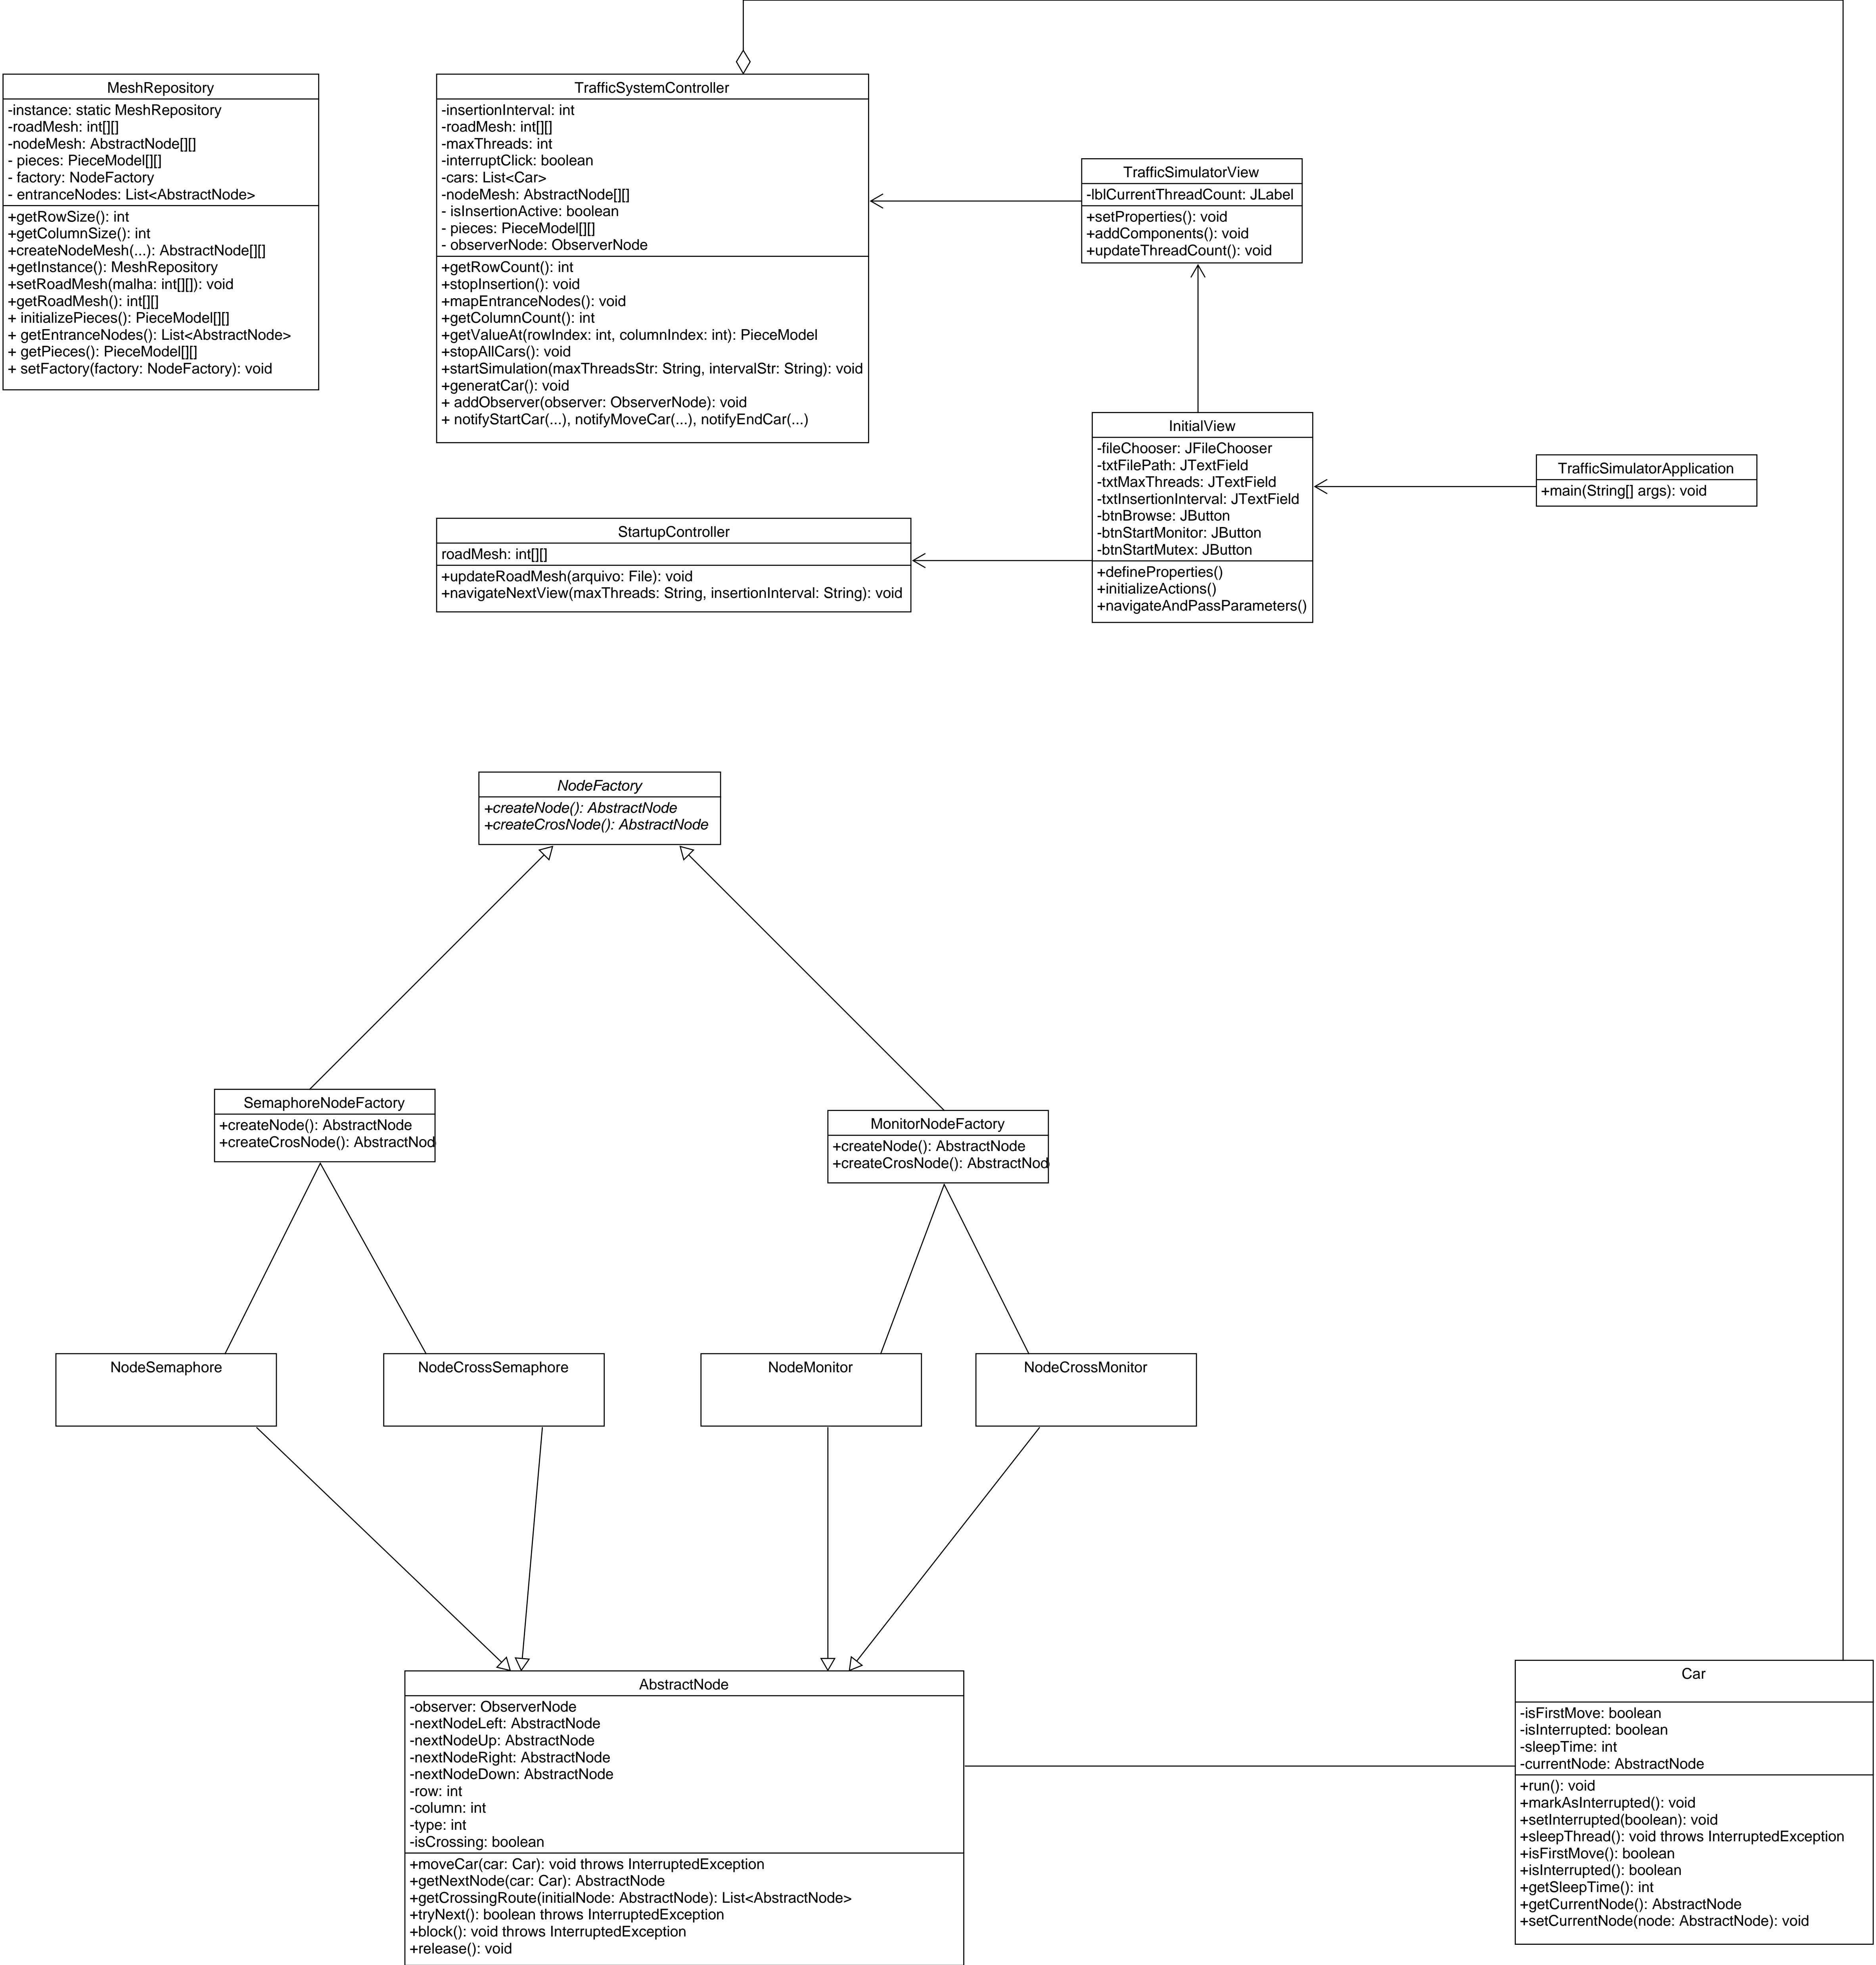 MeshRepository
-instance: static MeshRepository
-roadMesh: int[][]
-nodeMesh: AbstractNode[][]
- pieces: PieceModel[][]
- factory: NodeFactory
- entranceNodes: List<AbstractNode>
+getRowSize(): int
+getColumnSize(): int
+createNodeMesh(...): AbstractNode[][]
+getInstance(): MeshRepository
+setRoadMesh(malha: int[][]): void
+getRoadMesh(): int[][]
+ initializePieces(): PieceModel[][]
+ getEntranceNodes(): List<AbstractNode>
+ getPieces(): PieceModel[][]
+ setFactory(factory: NodeFactory): void
TrafficSystemController
-insertionInterval: int
-roadMesh: int[][]
-maxThreads: int
-interruptClick: boolean
-cars: List<Car>
-nodeMesh: AbstractNode[][]
- isInsertionActive: boolean
- pieces: PieceModel[][]
- observerNode: ObserverNode
+getRowCount(): int
+stopInsertion(): void
+mapEntranceNodes(): void
+getColumnCount(): int
+getValueAt(rowIndex: int, columnIndex: int): PieceModel
+stopAllCars(): void
+startSimulation(maxThreadsStr: String, intervalStr: String): void
+generatCar(): void
+ addObserver(observer: ObserverNode): void
+ notifyStartCar(...), notifyMoveCar(...), notifyEndCar(...)
TrafficSimulatorView
-lblCurrentThreadCount: JLabel
+setProperties(): void
+addComponents(): void
+updateThreadCount(): void
InitialView
-fileChooser: JFileChooser
-txtFilePath: JTextField
-txtMaxThreads: JTextField
-txtInsertionInterval: JTextField
-btnBrowse: JButton
-btnStartMonitor: JButton
-btnStartMutex: JButton
+defineProperties()
+initializeActions()
+navigateAndPassParameters()
TrafficSimulatorApplication
+main(String[] args): void
StartupController
roadMesh: int[][]
+updateRoadMesh(arquivo: File): void
+navigateNextView(maxThreads: String, insertionInterval: String): void
NodeFactory
+createNode(): AbstractNode
+createCrosNode(): AbstractNode
SemaphoreNodeFactory
+createNode(): AbstractNode
+createCrosNode(): AbstractNod
MonitorNodeFactory
+createNode(): AbstractNode
+createCrosNode(): AbstractNod
NodeSemaphore
NodeCrossSemaphore
NodeMonitor
NodeCrossMonitor
AbstractNode
-observer: ObserverNode
-nextNodeLeft: AbstractNode
-nextNodeUp: AbstractNode
-nextNodeRight: AbstractNode
-nextNodeDown: AbstractNode
-row: int
-column: int
-type: int
-isCrossing: boolean
+moveCar(car: Car): void throws InterruptedException
+getNextNode(car: Car): AbstractNode
+getCrossingRoute(initialNode: AbstractNode): List<AbstractNode>
+tryNext(): boolean throws InterruptedException
+block(): void throws InterruptedException
+release(): void
Car
-isFirstMove: boolean
-isInterrupted: boolean
-sleepTime: int
-currentNode: AbstractNode
+run(): void
+markAsInterrupted(): void
+setInterrupted(boolean): void
+sleepThread(): void throws InterruptedException
+isFirstMove(): boolean
+isInterrupted(): boolean
+getSleepTime(): int
+getCurrentNode(): AbstractNode
+setCurrentNode(node: AbstractNode): void